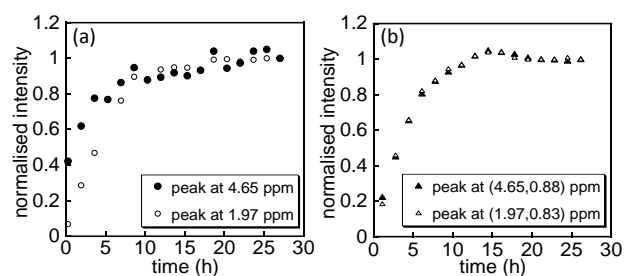 (a)
normalised intensity
1.2
1
0.8
0.6
0.4
0.2
0
● peak at 4.65 ppm
○ peak at 1.97 ppm
0 5 10 15 20 25 30
time (h)
(b)
normalised intensity
1.2
1
0.8
0.6
0.4
0.2
0
▲ peak at (4.65,0.88) ppm
△ peak at (1.97,0.83) ppm
0 5 10 15 20 25 30
time (h)